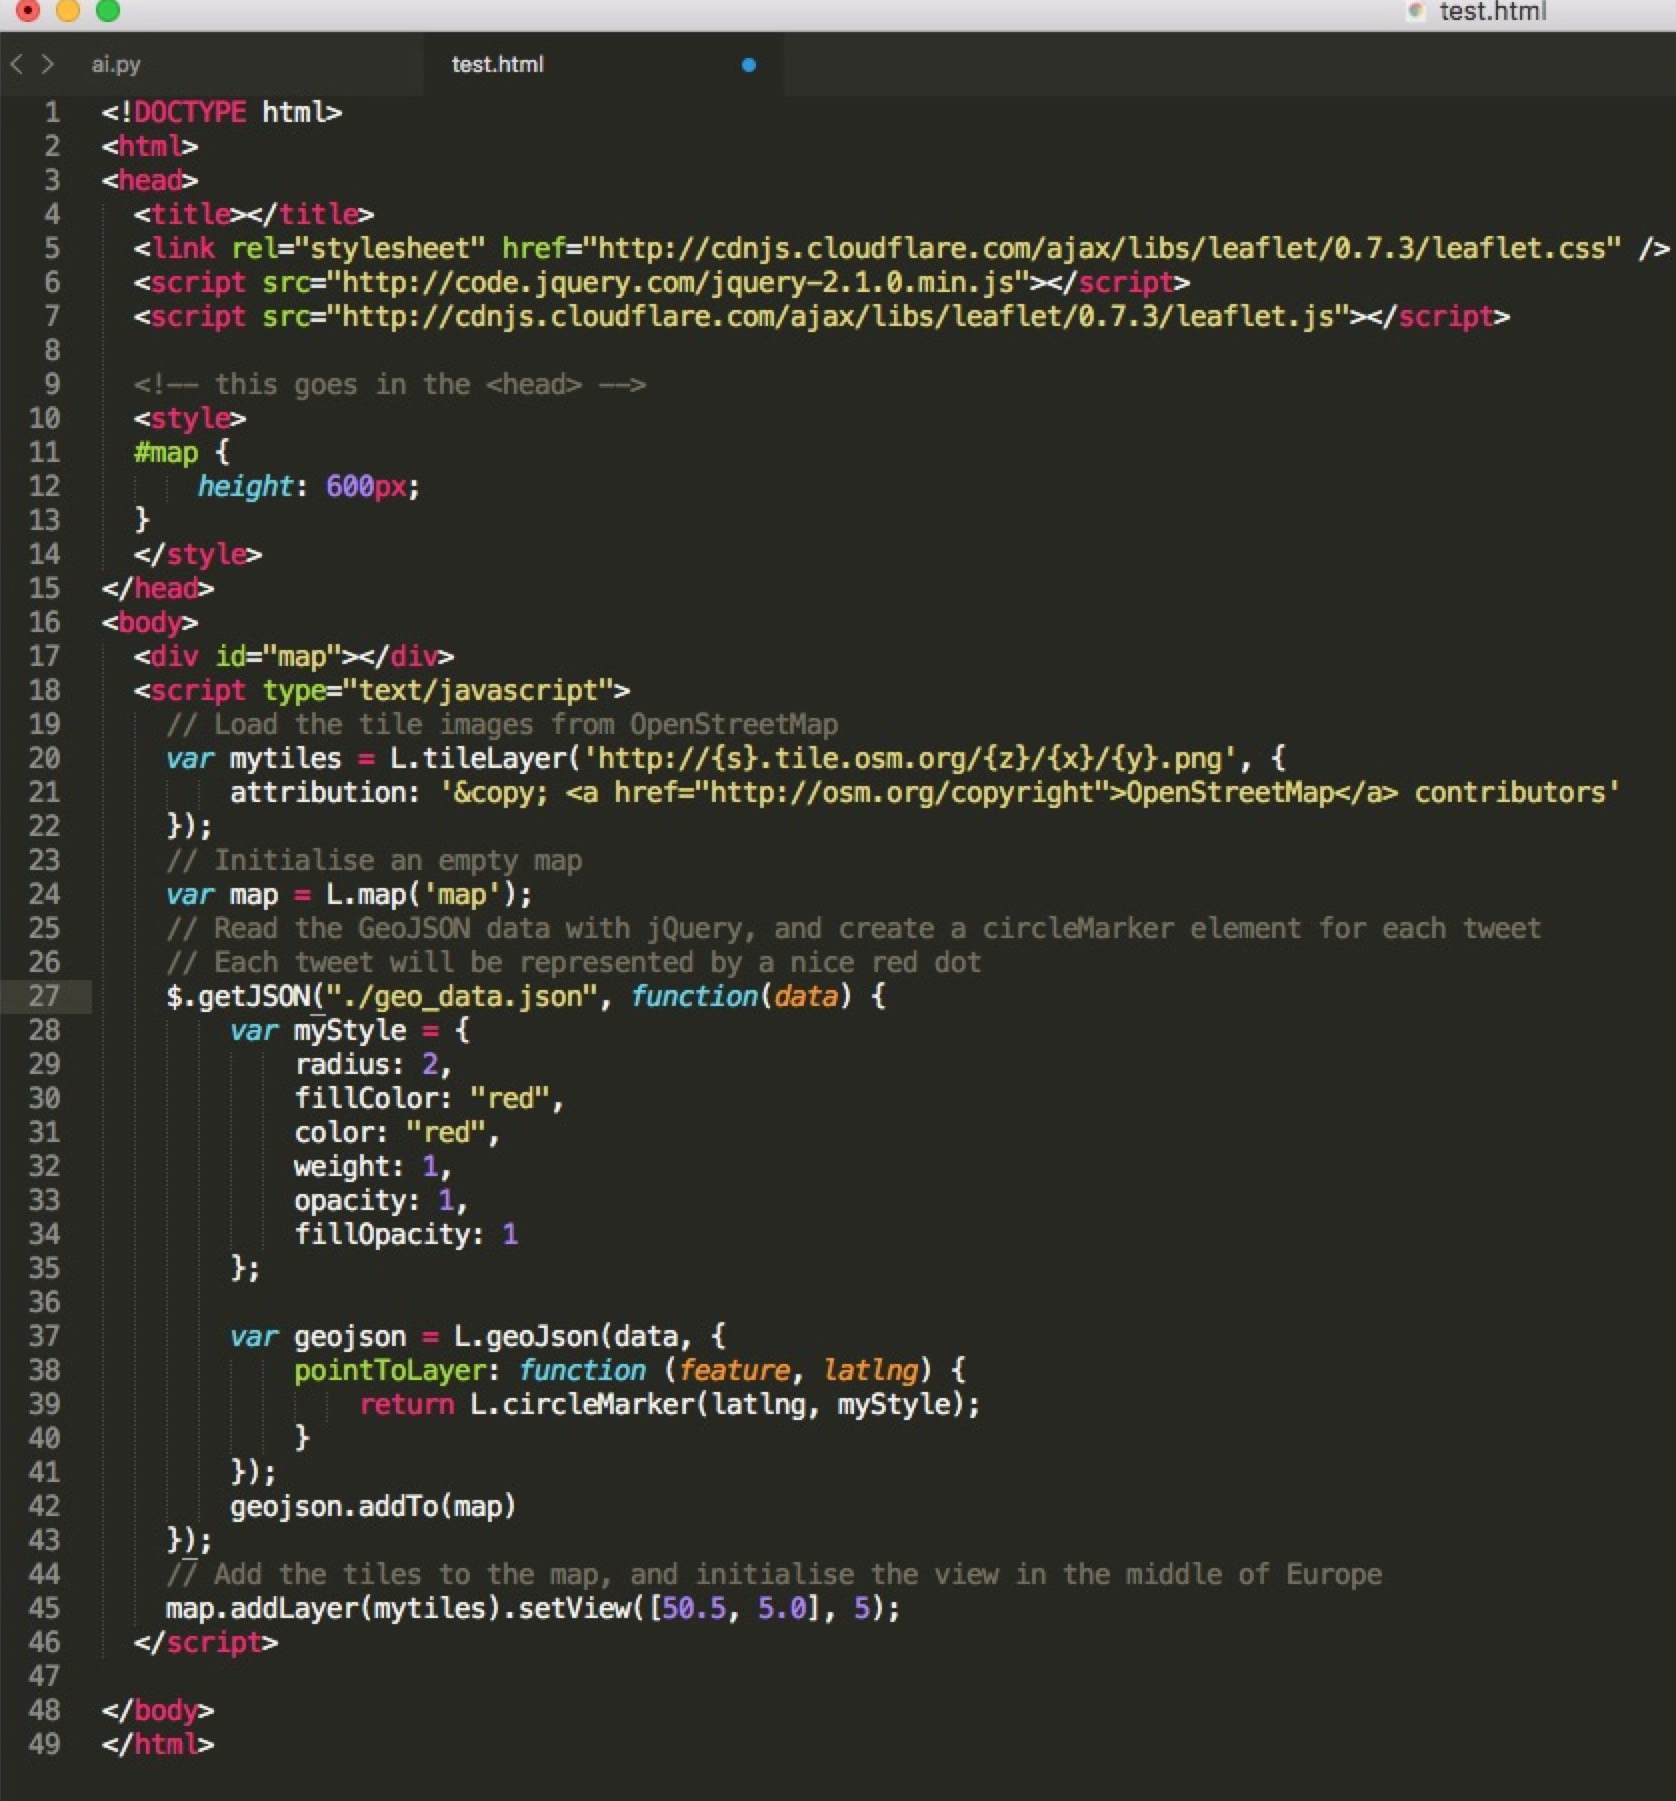 test.html
ai.py
test.html
1 <!DOCTYPE html>
2 <html>
3 <head>
4   <title></title>
5   <link rel="stylesheet" href="http://cdnjs.cloudflare.com/ajax/libs/leaflet/0.7.3/leaflet.css" />
6   <script src="http://code.jquery.com/jquery-2.1.0.min.js"></script>
7   <script src="http://cdnjs.cloudflare.com/ajax/libs/leaflet/0.7.3/leaflet.js"></script>
8
9   <!-- this goes in the <head> -->
10   <style>
11   #map {
12       height: 600px;
13   }
14   </style>
15 </head>
16 <body>
17   <div id="map"></div>
18   <script type="text/javascript">
19     // Load the tile images from OpenStreetMap
20     var mytiles = L.tileLayer('http://{s}.tile.osm.org/{z}/{x}/{y}.png', {
21         attribution: '&copy; <a href="http://osm.org/copyright">OpenStreetMap</a> contributors'
22     });
23     // Initialise an empty map
24     var map = L.map('map');
25     // Read the GeoJSON data with jQuery, and create a circleMarker element for each tweet
26     // Each tweet will be represented by a nice red dot
27     $.getJSON("./geo_data.json", function(data) {
28         var myStyle = {
29             radius: 2,
30             fillColor: "red",
31             color: "red",
32             weight: 1,
33             opacity: 1,
34             fillOpacity: 1
35         };
36
37         var geojson = L.geoJson(data, {
38             pointToLayer: function (feature, latlng) {
39                 return L.circleMarker(latlng, myStyle);
40             }
41         });
42         geojson.addTo(map)
43     });
44     // Add the tiles to the map, and initialise the view in the middle of Europe
45     map.addLayer(mytiles).setView([50.5, 5.0], 5);
46   </script>
47
48 </body>
49 </html>